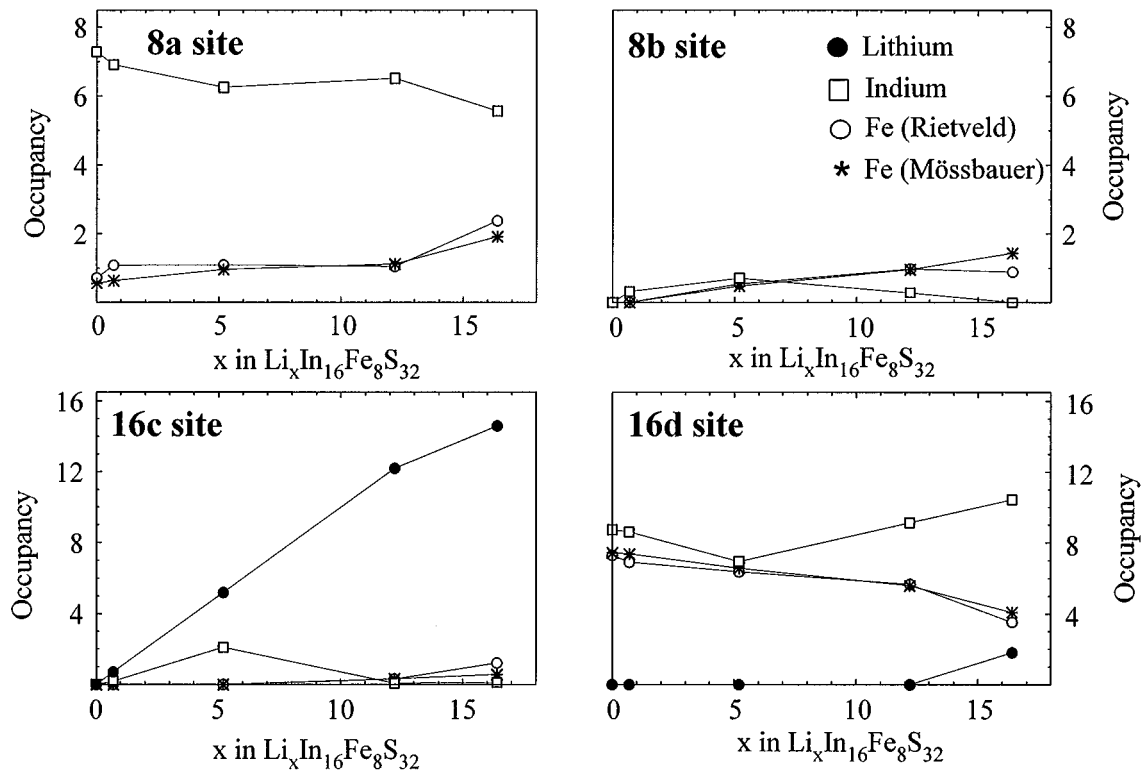 8a site
8
6
4
2
Occupancy
0 5 10 15
x in LiₓIn₁₆Fe₈S₃₂
8b site
Lithium
Indium
Fe (Rietveld)
Fe (Mössbauer)
8
6
4
2
Occupancy
0 5 10 15
x in LiₓIn₁₆Fe₈S₃₂
16c site
16
12
8
4
Occupancy
0 5 10 15
x in LiₓIn₁₆Fe₈S₃₂
16d site
16
12
8
4
Occupancy
0 5 10 15
x in LiₓIn₁₆Fe₈S₃₂